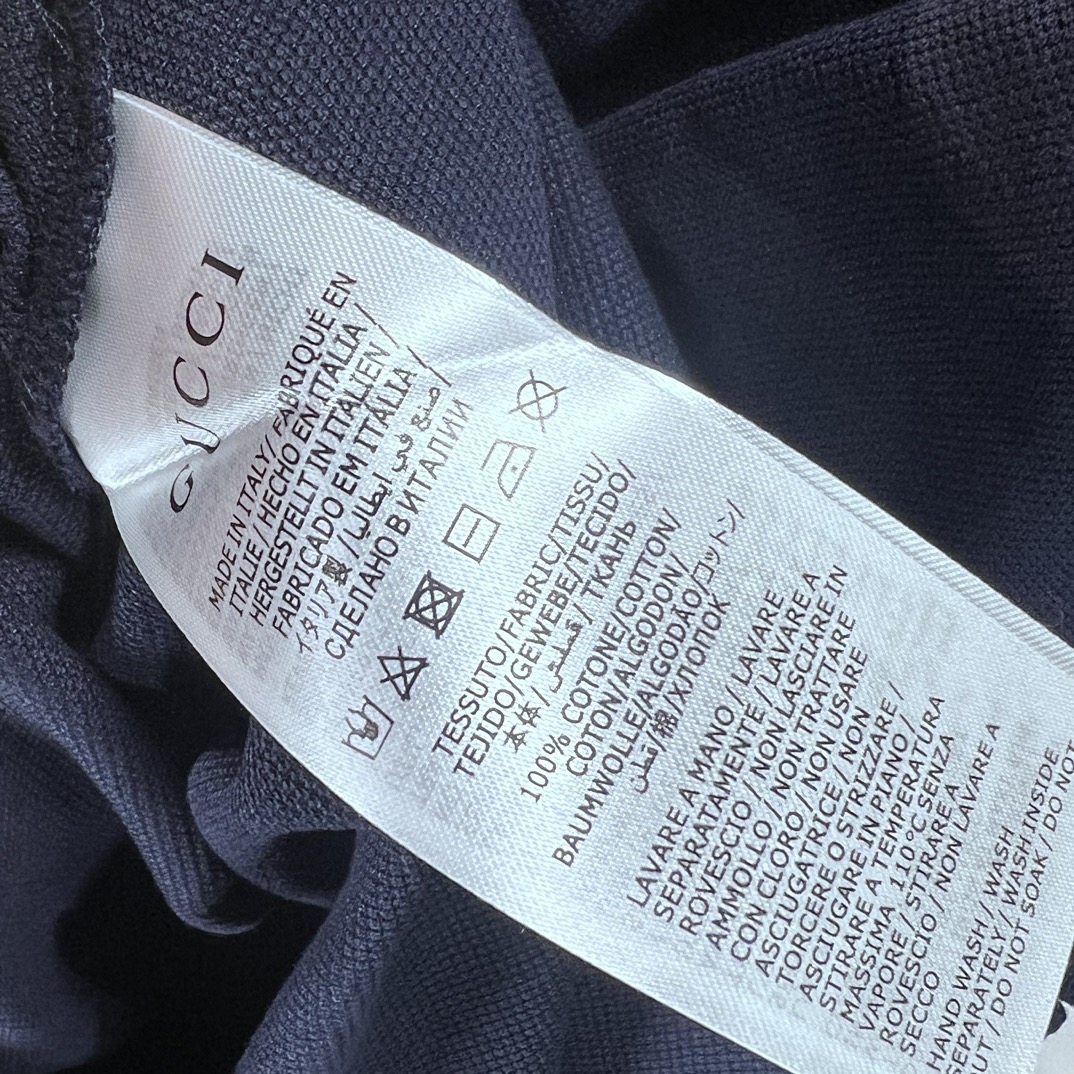 GUCCI
MADE IN ITALY/ FABRIQUÉ EN
ITALIE / HECHO EN ITALIA /
HERGESTELLT IN ITALIEN /
FABRICADO EM ITÁLIA /
イタリア製 / صنع في ايطاليا /
СДЕЛАНО В ИТАЛИИ
TESSUTO/FABRIC/TISSU/
TEJIDO/GEWEBE/TECIDO/
本体/قطمش/ ТКАНЬ
100% COTONE/COTTON/
COTON/ALGODON/
BAUMWOLLE/ALGODÃO/コットン/
قطن/棉/ХЛОПОК
LAVARE A MANO / LAVARE
SEPARATAMENTE / LAVARE A
ROVESCIO / NON LASCIARE IN
AMMOLLO / NON TRATTARE
CON CLORO / NON USARE
ASCIUGATRICE / NON
TORCERE O STRIZZARE /
ASCIUGARE IN PIANO /
STIRARE A TEMPERATURA
MASSIMA 110°C SENZA
VAPORE / STIRARE A
ROVESCIO / NON LAVARE A
SECCO
HAND WASH / WASH
SEPARATELY / WASH INSIDE
OUT / DO NOT SOAK / DO NOT